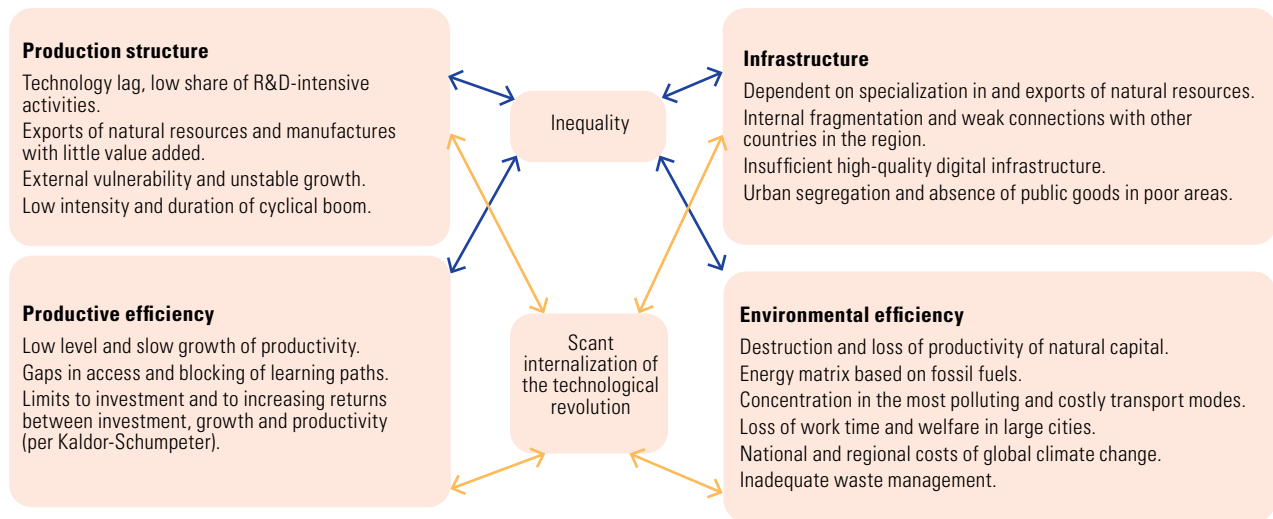 Production structure
Technology lag, low share of R&D-intensive
activities.
Exports of natural resources and manufactures
with little value added.
External vulnerability and unstable growth.
Low intensity and duration of cyclical boom.
Inequality
Infrastructure
Dependent on specialization in and exports of natural resources.
Internal fragmentation and weak connections with other
countries in the region.
Insufficient high-quality digital infrastructure.
Urban segregation and absence of public goods in poor areas.
Productive efficiency
Low level and slow growth of productivity.
Gaps in access and blocking of learning paths.
Limits to investment and to increasing returns
between investment, growth and productivity
(per Kaldor-Schumpeter).
Scant
internalization of
the technological
revolution
Environmental efficiency
Destruction and loss of productivity of natural capital.
Energy matrix based on fossil fuels.
Concentration in the most polluting and costly transport modes.
Loss of work time and welfare in large cities.
National and regional costs of global climate change.
Inadequate waste management.